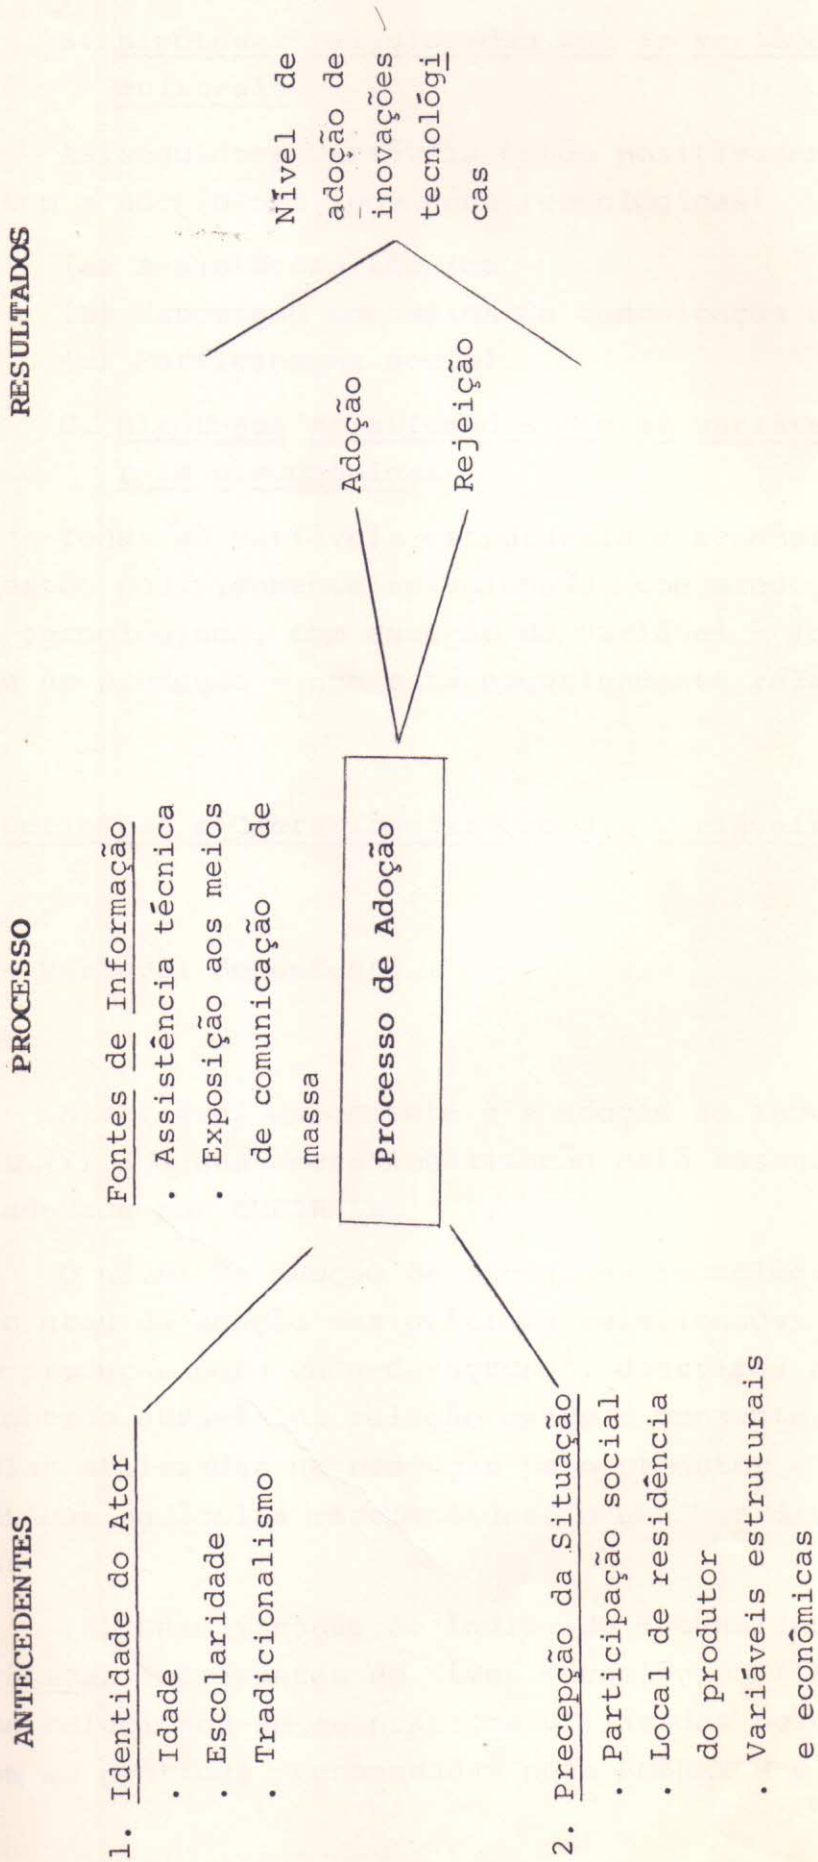 ANTECEDENTES
PROCESSO
RESULTADOS
1. Identidade do Ator
. Idade
. Escolaridade
. Tradicionalismo
2. Precepção da Situação
. Participação social
. Local de residência
do produtor
. Variáveis estruturais
e econômicas
Fontes de Informação
. Assistência técnica
. Exposição aos meios
de comunicação de
massa
Processo de Adoção
Adoção
Rejeição
Nível de
adoção de
inovações
tecnológi
cas